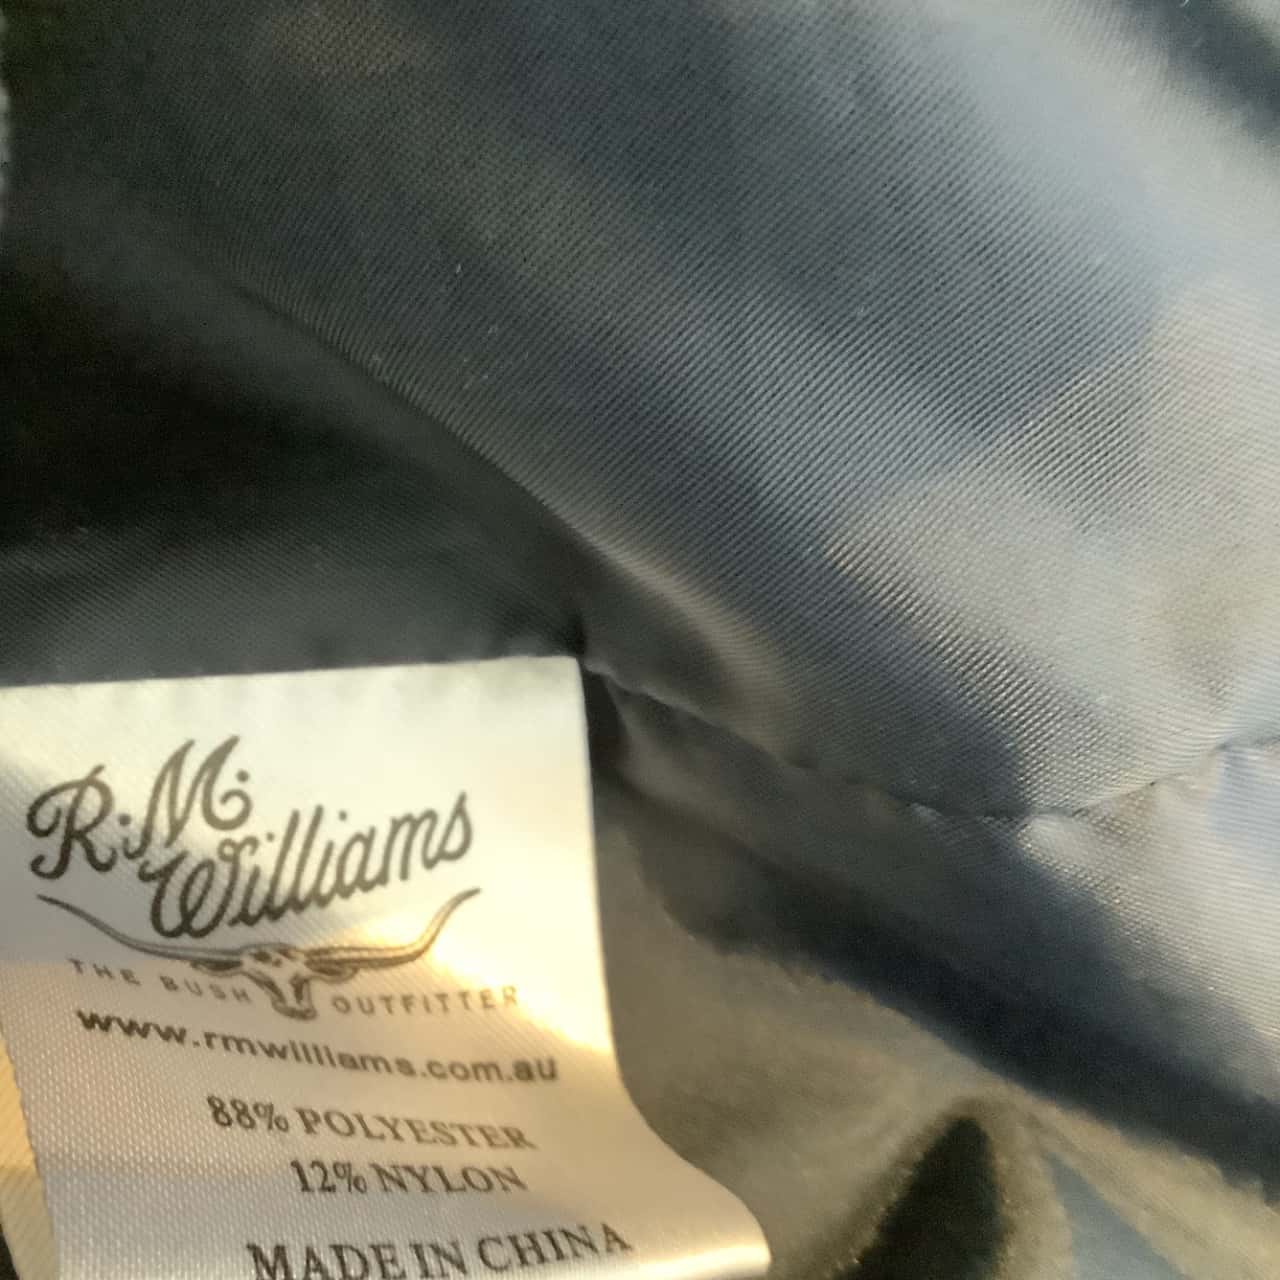 R.M.
Williams
THE BUSH OUTFITTER
www.rmwilliams.com.au
88% POLYESTER
12% NYLON
MADE IN CHINA